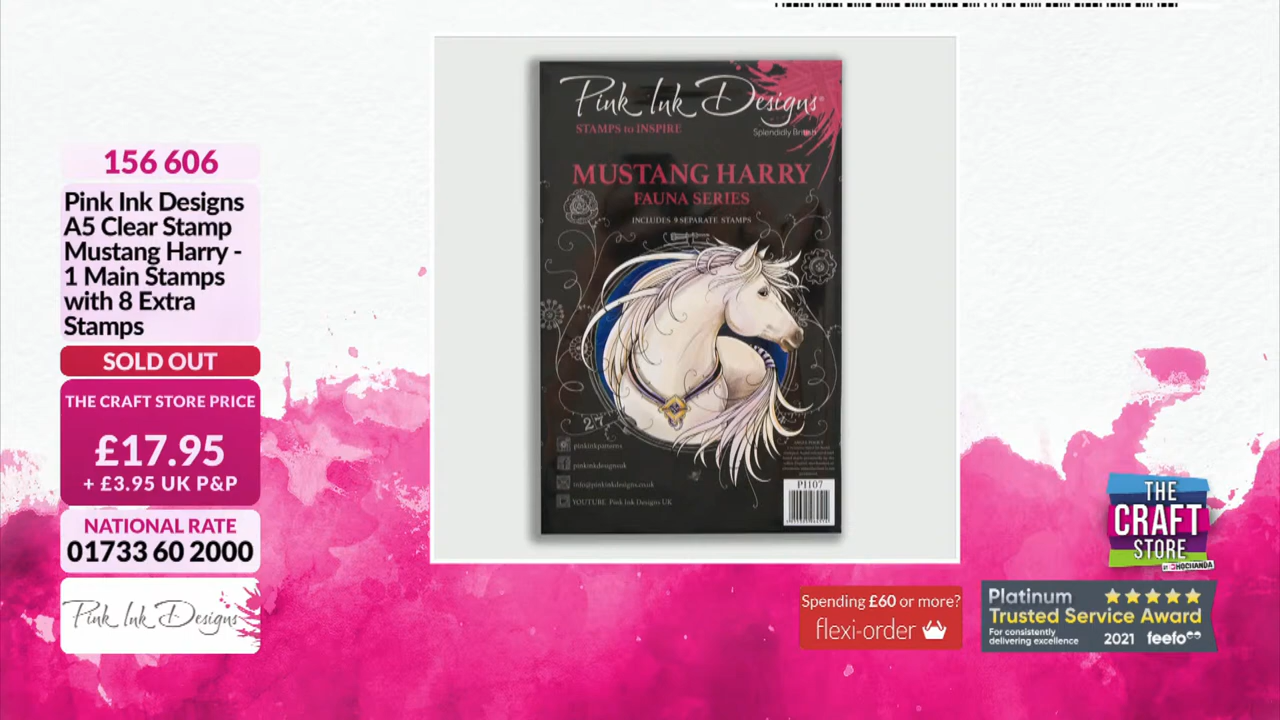 156 606
Pink Ink Designs
A5 Clear Stamp
Mustang Harry -
1 Main Stamps
with 8 Extra
Stamps
SOLD OUT
THE CRAFT STORE PRICE
£17.95
+ £3.95 UK P&P
NATIONAL RATE
01733 60 2000
Pink Ink Designs
Pink Ink Designs
STAMPS to INSPIRE
Splendidly British
MUSTANG HARRY
FAUNA SERIES
INCLUDES 9 SEPARATE STAMPS
pinkinkpatterns
pinkinkdesignsuk
info@pinkinkdesigns.co.uk
YOUTUBE Pink Ink Designs UK
PI107
THE
CRAFT
STORE
at HOCHANDA
Spending £60 or more?
flexi-order
Platinum
Trusted Service Award
For consistently
delivering excellence
2021 feefo